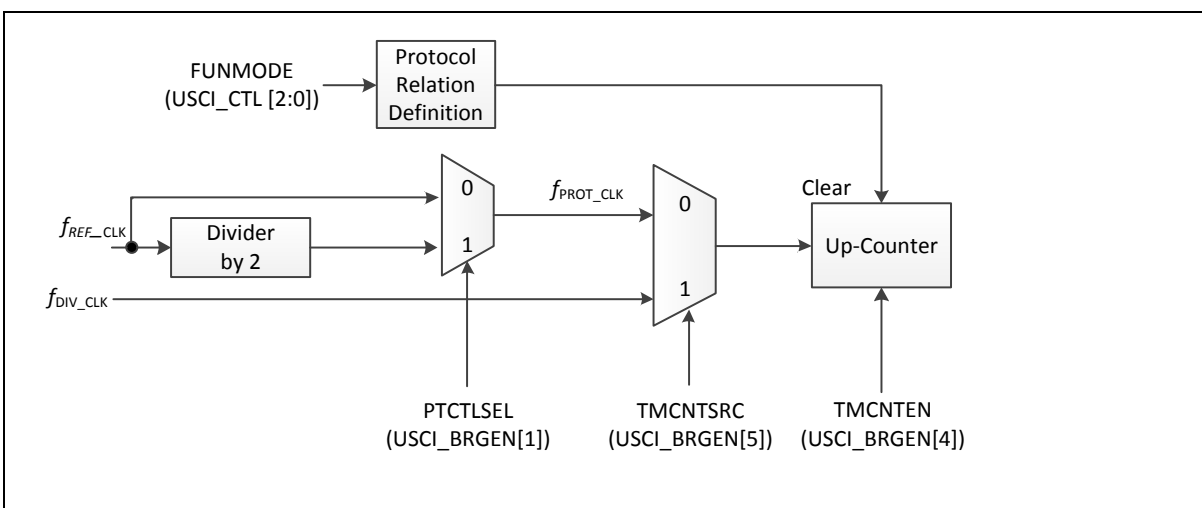 FUNMODE
(USCI_CTL [2:0])
Protocol
Relation
Definition
Clear
0
fPROT_CLK
0
fREF_CLK
Divider
by 2
1
Up-Counter
1
fDIV_CLK
PTCTLSEL
(USCI_BRGEN[1])
TMCNTSRC
(USCI_BRGEN[5])
TMCNTEN
(USCI_BRGEN[4])